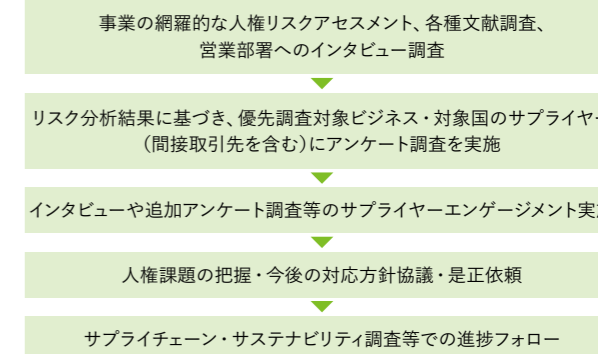 事業の網羅的な人権リスクアセスメント、各種文献調査、
営業部署へのインタビュー調査
リスク分析結果に基づき、優先調査対象ビジネス・対象国のサプライヤー
（間接取引先を含む）にアンケート調査を実施
インタビューや追加アンケート調査等のサプライヤーエンゲージメント実
人権課題の把握・今後の対応方針協議・是正依頼
サプライチェーン・サステナビリティ調査等での進捗フォロー